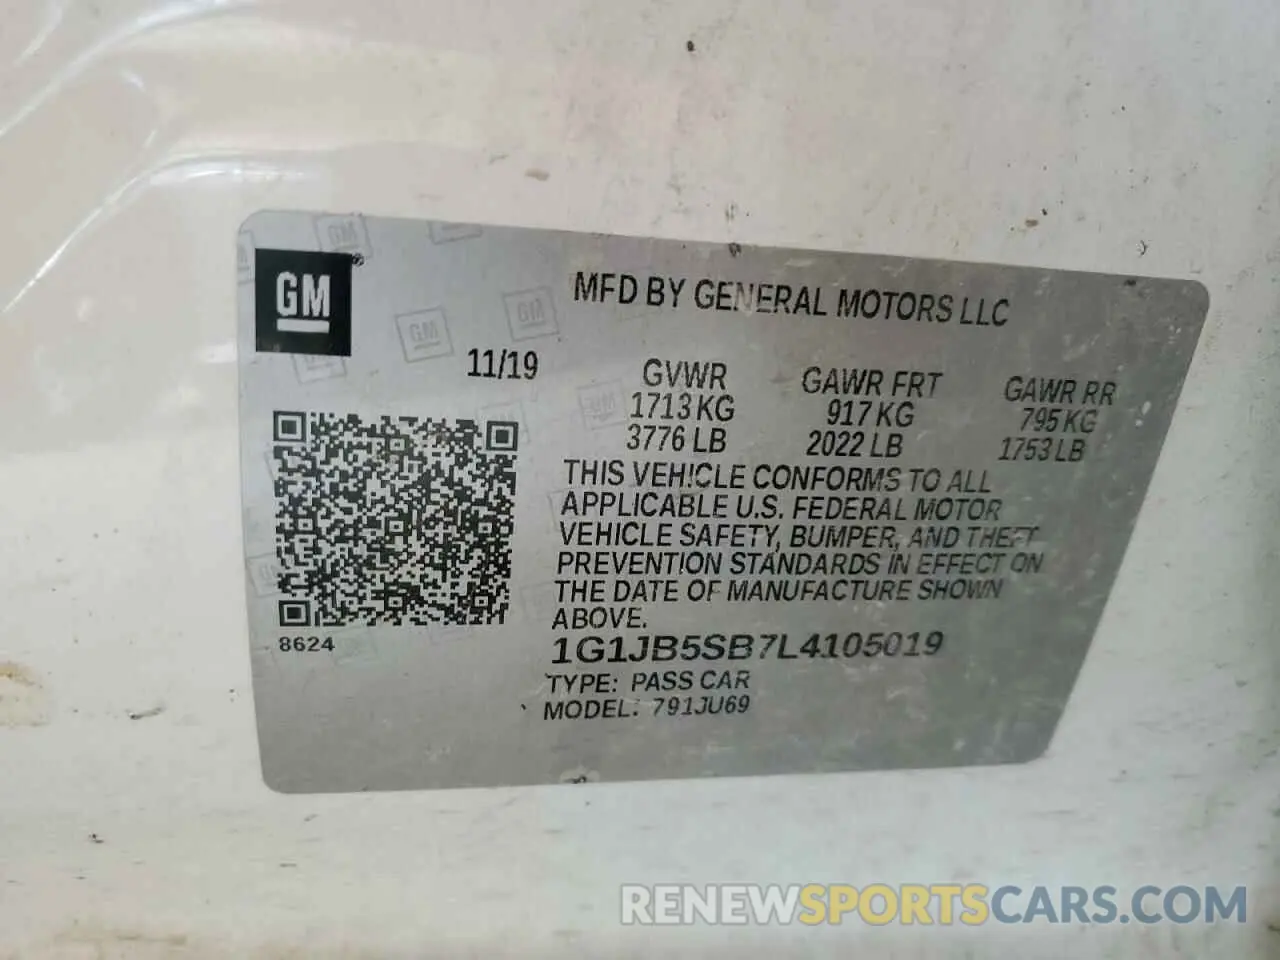 GM®
MFD BY GENERAL MOTORS LLC
11/19
GVWR GAWR FRT GAWR RR
1713 KG 917 KG 795 KG
3776 LB 2022 LB 1753 LB
THIS VEHICLE CONFORMS TO ALL
APPLICABLE U.S. FEDERAL MOTOR
VEHICLE SAFETY, BUMPER, AND THEFT
PREVENTION STANDARDS IN EFFECT ON
THE DATE OF MANUFACTURE SHOWN
ABOVE.
8624
1G1JB5SB7L4105019
TYPE: PASS CAR
MODEL: 791JU69
RENEWSPORTSCARS.COM